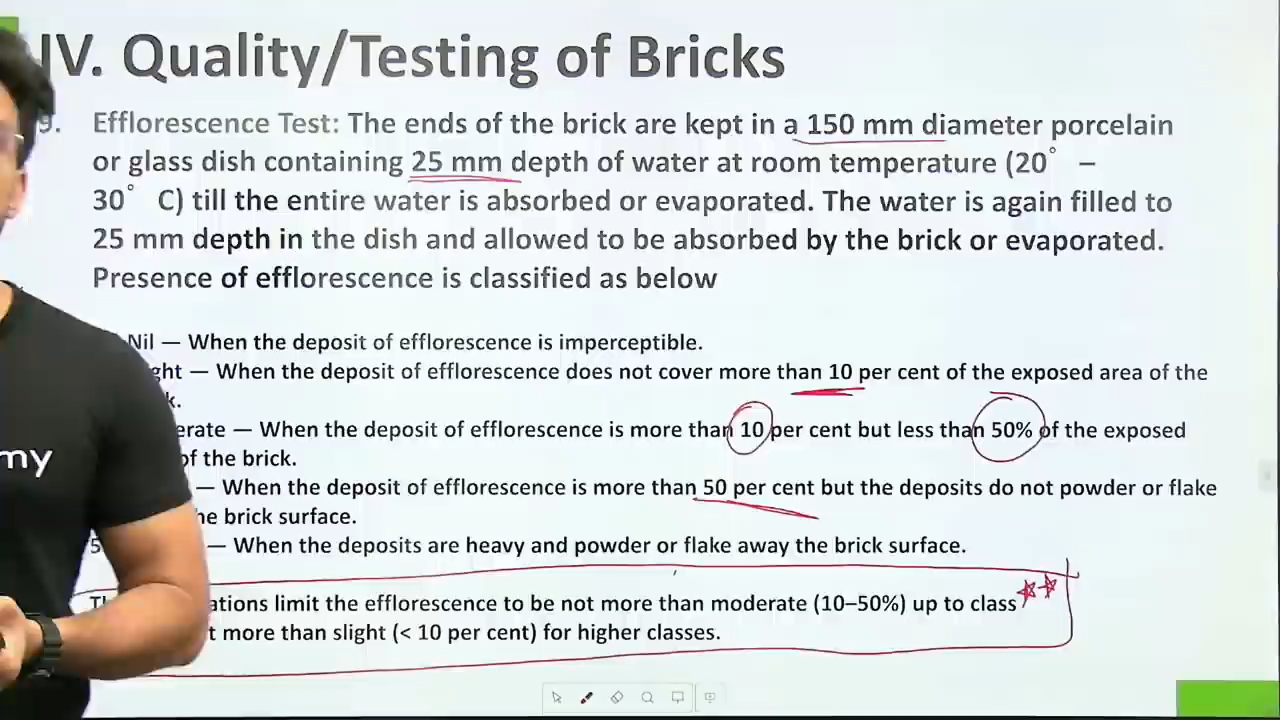 IV. Quality/Testing of Bricks
9. Efflorescence Test: The ends of the brick are kept in a 150 mm diameter porcelain
or glass dish containing 25 mm depth of water at room temperature (20° –
30° C) till the entire water is absorbed or evaporated. The water is again filled to
25 mm depth in the dish and allowed to be absorbed by the brick or evaporated.
Presence of efflorescence is classified as below
Nil — When the deposit of efflorescence is imperceptible.
ght — When the deposit of efflorescence does not cover more than 10 per cent of the exposed area of the
k.
erate — When the deposit of efflorescence is more than 10 per cent but less than 50% of the exposed
of the brick.
— When the deposit of efflorescence is more than 50 per cent but the deposits do not powder or flake
he brick surface.
— When the deposits are heavy and powder or flake away the brick surface.
ations limit the efflorescence to be not more than moderate (10–50%) up to class
t more than slight (< 10 per cent) for higher classes.
my